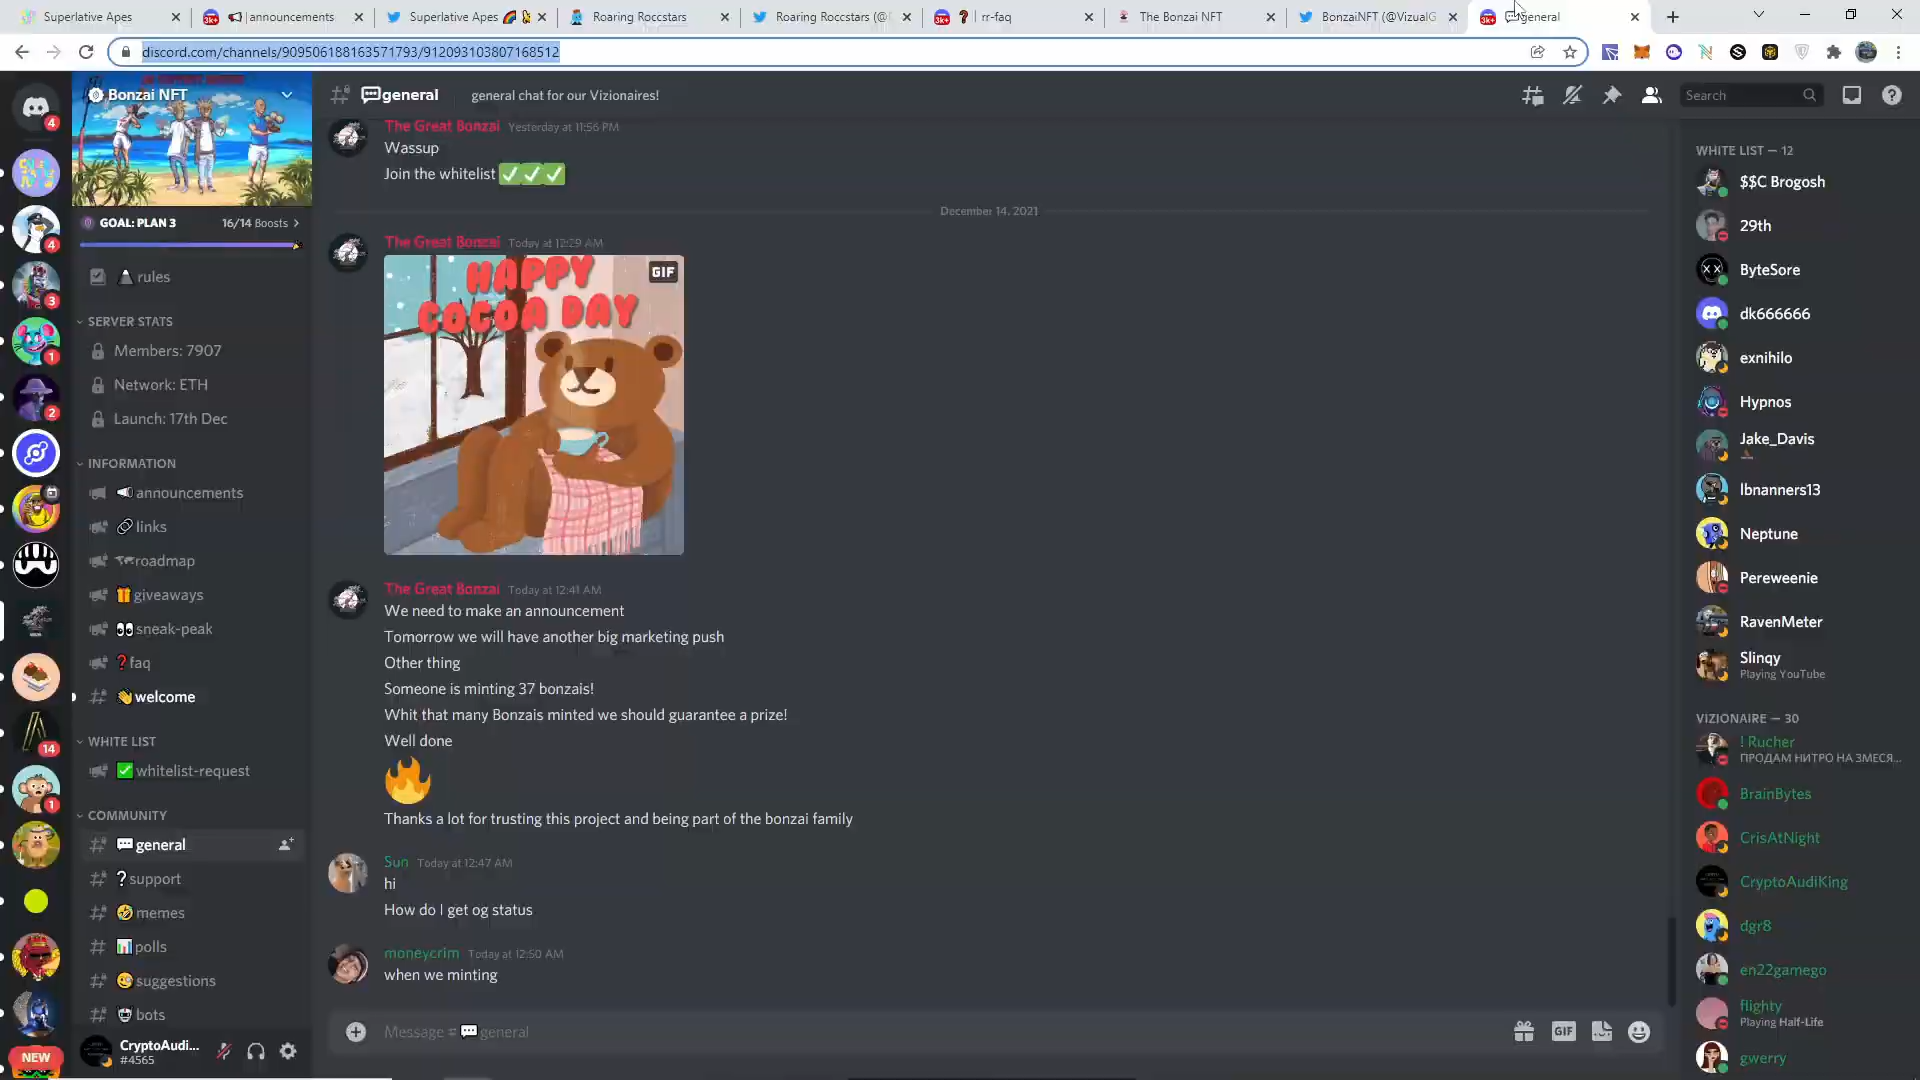 Superlative Apes
announcements
Superlative Apes
Roaring Roccstars
Roaring Roccstars (@
rr-faq
The Bonzai NFT
BonzaiNFT (@VizualG
general
discord.com/channels/909506188163571793/912093103807168512
Bonzai NFT
general
general chat for our Vizionaires!
Search
GOAL: PLAN 3
16/14 Boosts
rules
SERVER STATS
Members: 7907
Network: ETH
Launch: 17th Dec
INFORMATION
announcements
links
roadmap
giveaways
sneak-peak
faq
welcome
WHITE LIST
whitelist-request
COMMUNITY
general
support
memes
polls
suggestions
bots
CryptoAudi...
#4565
NEW
The Great Bonzai Yesterday at 11:56 PM
Wassup
Join the whitelist ✅✅✅
December 14, 2021
The Great Bonzai Today at 12:29 AM
HAPPY
COCOA DAY
GIF
The Great Bonzai Today at 12:41 AM
We need to make an announcement
Tomorrow we will have another big marketing push
Other thing
Someone is minting 37 bonzais!
Whit that many Bonzais minted we should guarantee a prize!
Well done
🔥
Thanks a lot for trusting this project and being part of the bonzai family
Sun Today at 12:47 AM
hi
How do I get og status
moneycrim Today at 12:50 AM
when we minting
Message # 💬general
GIF
WHITE LIST — 12
$$C Brogosh
29th
ByteSore
dk666666
exnihilo
Hypnos
Jake_Davis
lbnanners13
Neptune
Pereweenie
RavenMeter
Slinqy
Playing YouTube
VIZIONAIRE — 30
! Rucher
ПРОДАМ НИТРО НА ЗМЕСЯ...
BrainBytes
CrisAtNight
CryptoAudiKing
dgr8
en22gamego
flighty
Playing Half-Life
gwerry